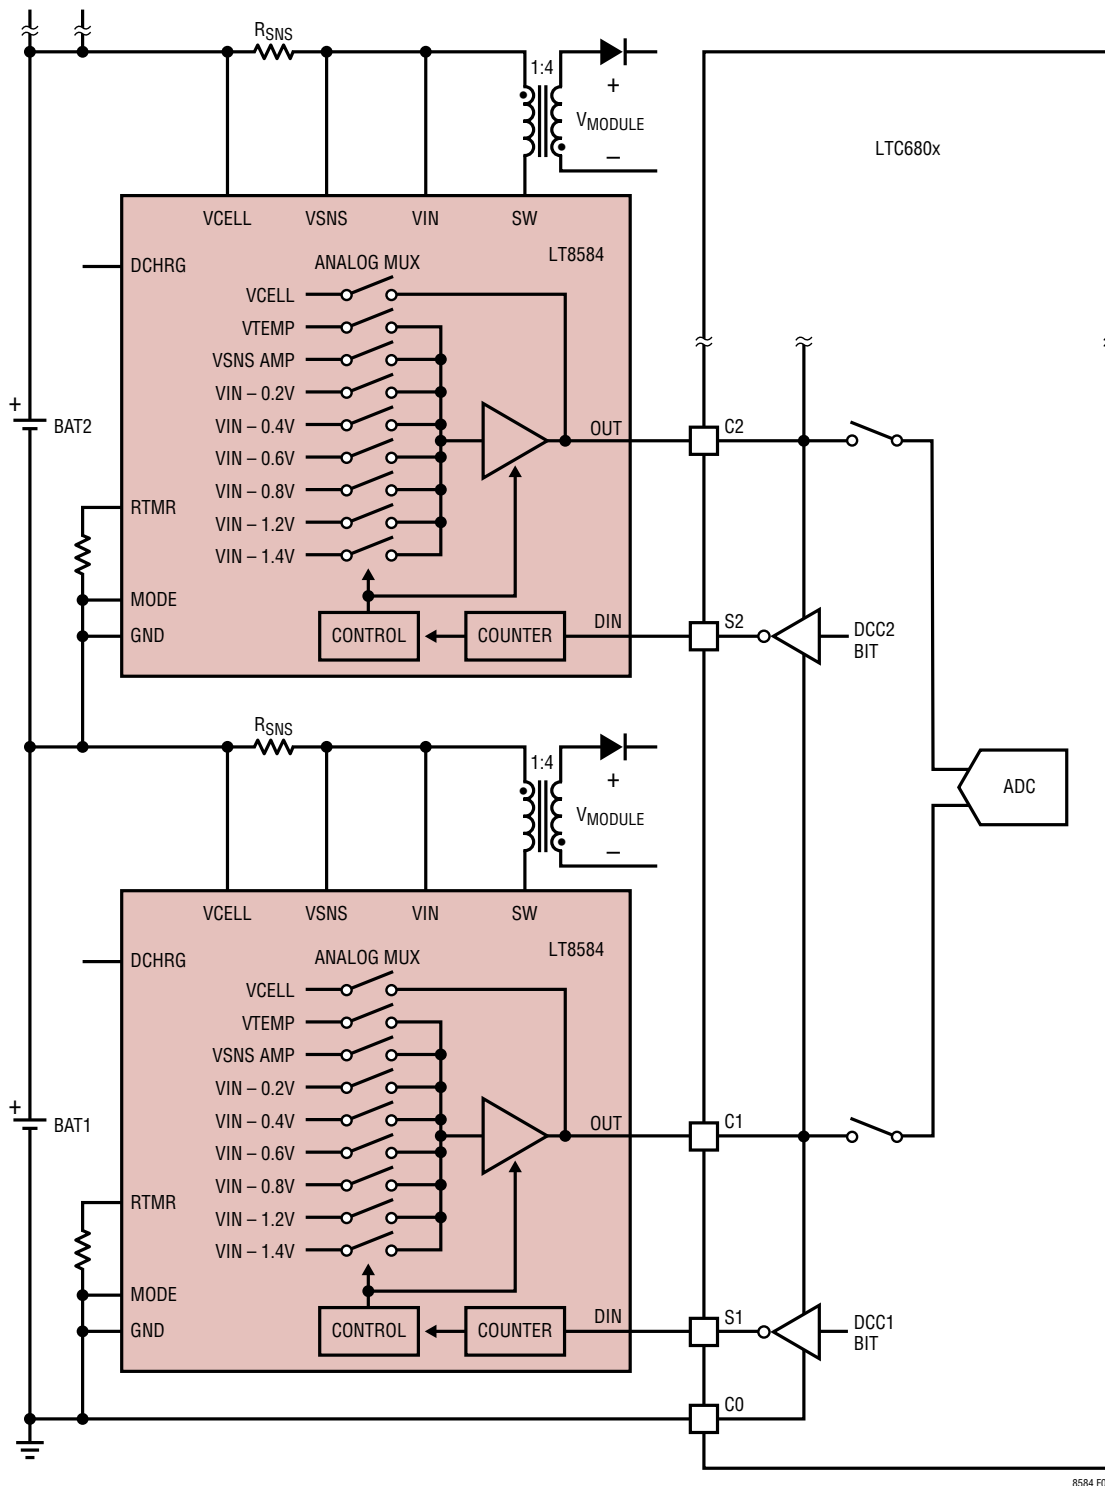 RSNS
1:4
+
VMODULE
–
LTC680x
VCELL
VSNS
VIN
SW
LT8584
DCHRG
ANALOG MUX
VCELL
VTEMP
VSNS AMP
VIN – 0.2V
VIN – 0.4V
VIN – 0.6V
VIN – 0.8V
VIN – 1.2V
VIN – 1.4V
+
BAT2
OUT
C2
RTMR
MODE
GND
CONTROL
COUNTER
DIN
S2
DCC2
BIT
RSNS
1:4
+
VMODULE
–
ADC
VCELL
VSNS
VIN
SW
LT8584
DCHRG
ANALOG MUX
VCELL
VTEMP
VSNS AMP
VIN – 0.2V
VIN – 0.4V
VIN – 0.6V
VIN – 0.8V
VIN – 1.2V
VIN – 1.4V
+
BAT1
OUT
C1
RTMR
MODE
GND
CONTROL
COUNTER
DIN
S1
DCC1
BIT
C0
8584 F0